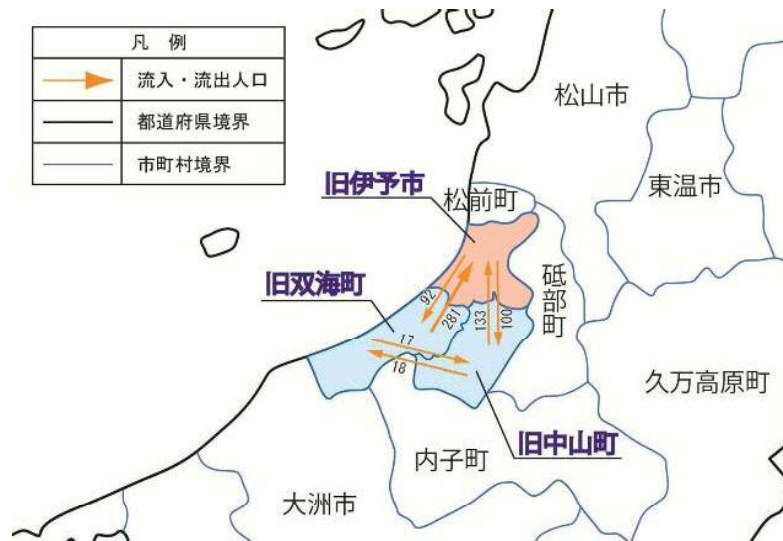 凡 例
流入・流出人口
都道府県境界
市町村境界
松山市
東温市
旧伊予市
松前町
旧双海町
砥部町
92
281
133
100
17
18
久万高原町
旧中山町
内子町
大洲市